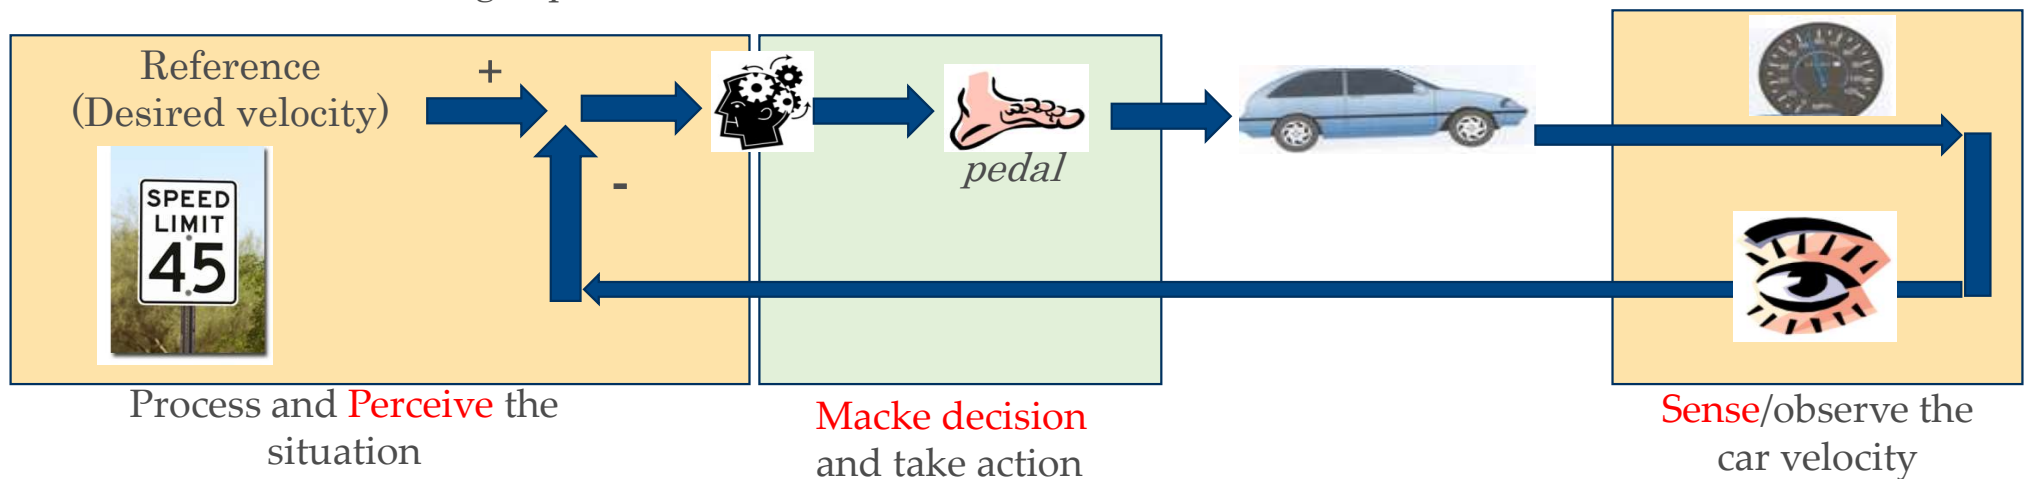 Reference
(Desired velocity)
+
-
SPEED
LIMIT
45
pedal
Process and Perceive the
situation
Macke decision
and take action
Sense/observe the
car velocity